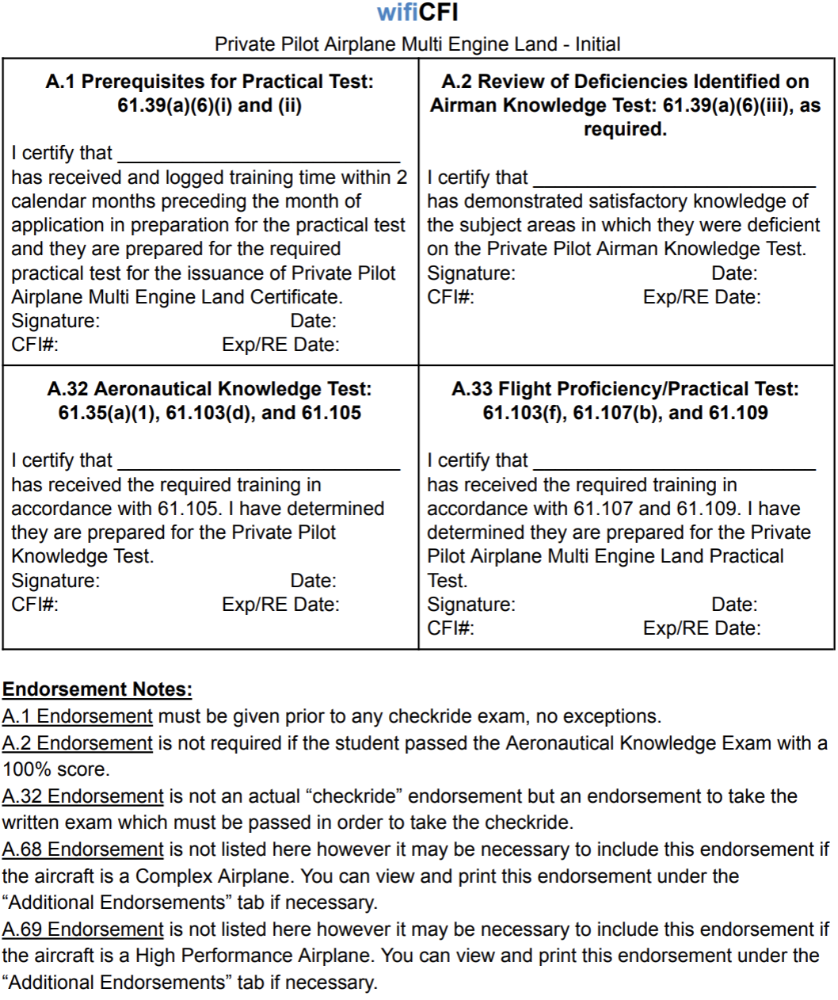 wifiCFI
Private Pilot Airplane Multi Engine Land - Initial
A.1 Prerequisites for Practical Test:
61.39(a)(6)(i) and (ii)
I certify that ___________________________
has received and logged training time within 2
calendar months preceding the month of
application in preparation for the practical test
and they are prepared for the required
practical test for the issuance of Private Pilot
Airplane Multi Engine Land Certificate.
Signature: Date:
CFI#: Exp/RE Date:
A.2 Review of Deficiencies Identified on
Airman Knowledge Test: 61.39(a)(6)(iii), as
required.
I certify that ___________________________
has demonstrated satisfactory knowledge of
the subject areas in which they were deficient
on the Private Pilot Airman Knowledge Test.
Signature: Date:
CFI#: Exp/RE Date:
A.32 Aeronautical Knowledge Test:
61.35(a)(1), 61.103(d), and 61.105
I certify that ___________________________
has received the required training in
accordance with 61.105. I have determined
they are prepared for the Private Pilot
Knowledge Test.
Signature: Date:
CFI#: Exp/RE Date:
A.33 Flight Proficiency/Practical Test:
61.103(f), 61.107(b), and 61.109
I certify that ___________________________
has received the required training in
accordance with 61.107 and 61.109. I have
determined they are prepared for the Private
Pilot Airplane Multi Engine Land Practical
Test.
Signature: Date:
CFI#: Exp/RE Date:
Endorsement Notes:
A.1 Endorsement must be given prior to any checkride exam, no exceptions.
A.2 Endorsement is not required if the student passed the Aeronautical Knowledge Exam with a
100% score.
A.32 Endorsement is not an actual “checkride” endorsement but an endorsement to take the
written exam which must be passed in order to take the checkride.
A.68 Endorsement is not listed here however it may be necessary to include this endorsement if
the aircraft is a Complex Airplane. You can view and print this endorsement under the
“Additional Endorsements” tab if necessary.
A.69 Endorsement is not listed here however it may be necessary to include this endorsement if
the aircraft is a High Performance Airplane. You can view and print this endorsement under the
“Additional Endorsements” tab if necessary.